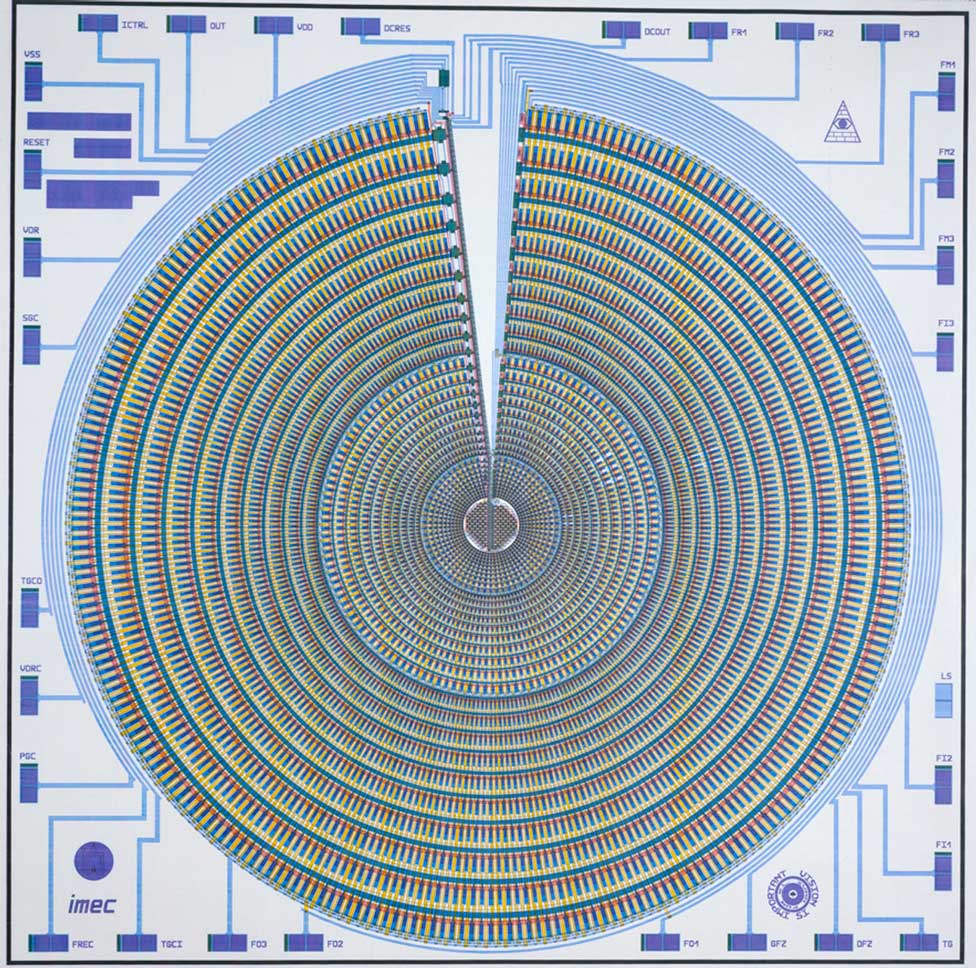 ICTRL
OUT
VDD
DCRES
DCOUT
FR1
FR2
FR3
VSS
FM1
RESET
FM2
VDR
FM3
SGC
FI3
TGCO
VDRC
LS
PGC
FI2
FI1
imec
VISION IS IMPORTANT
FREC
TGCI
FO3
FO2
FO1
GFZ
DFZ
TG